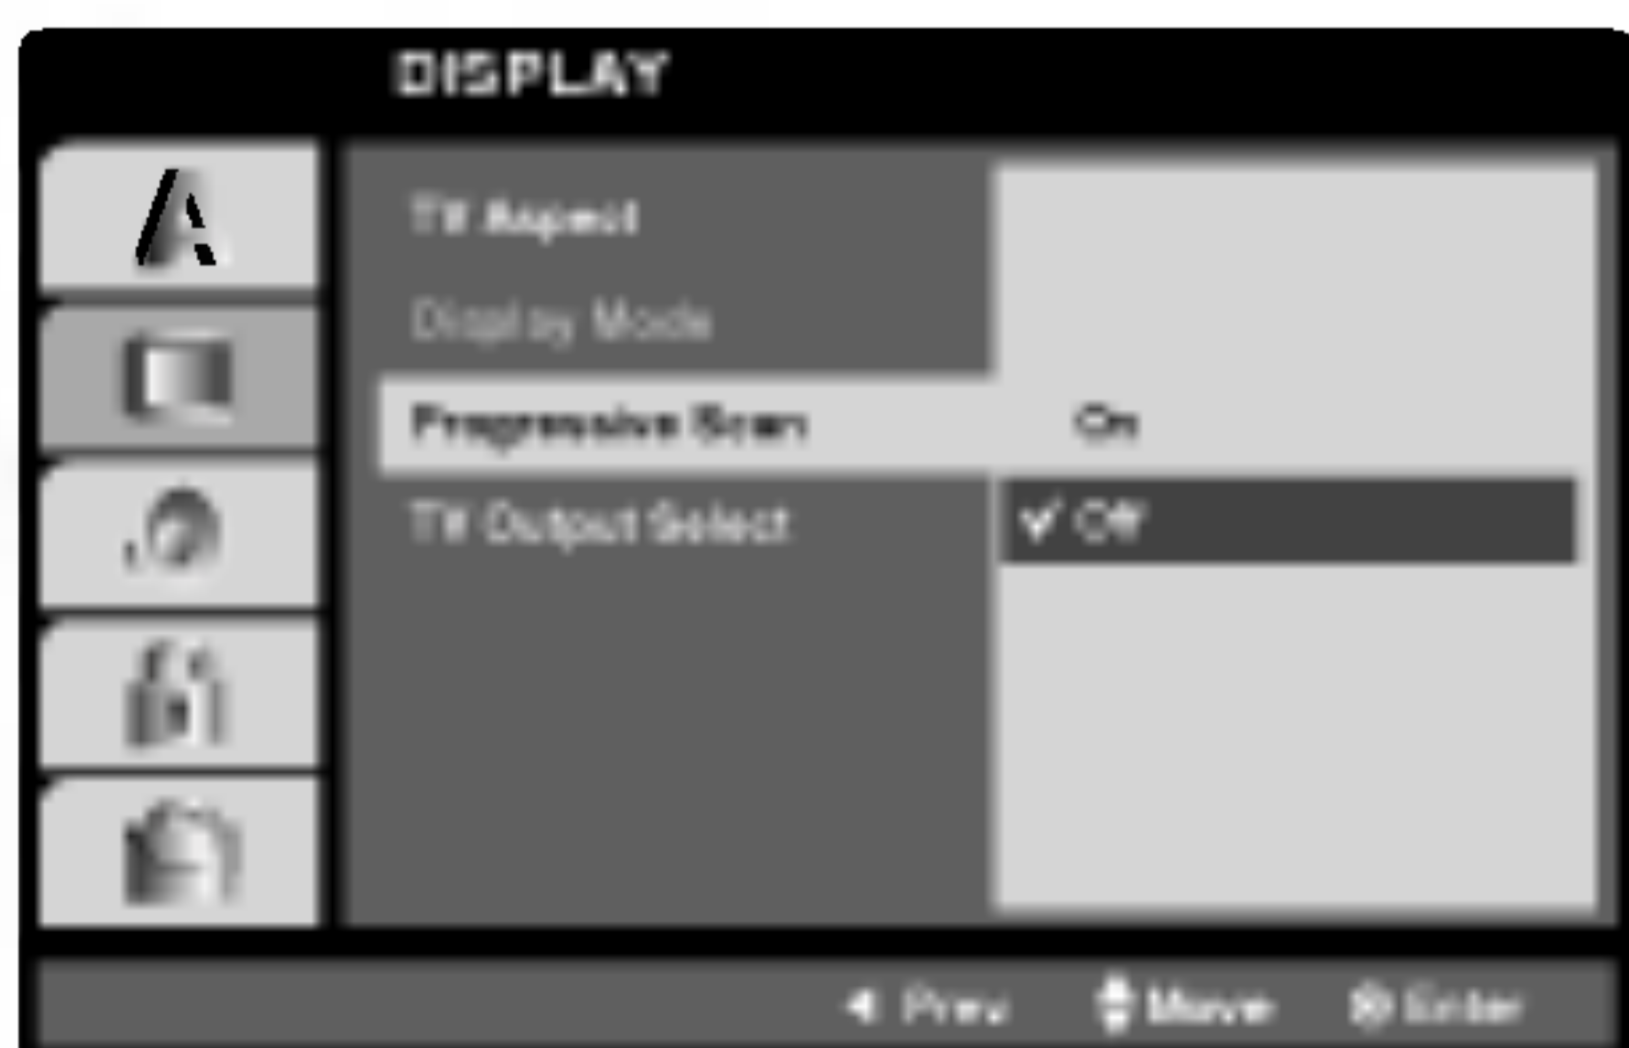 DISPLAY
A
TV Aspect
Display Mode
Progressive Scan On
TV Output Select ✓ Off
Prev Move Enter